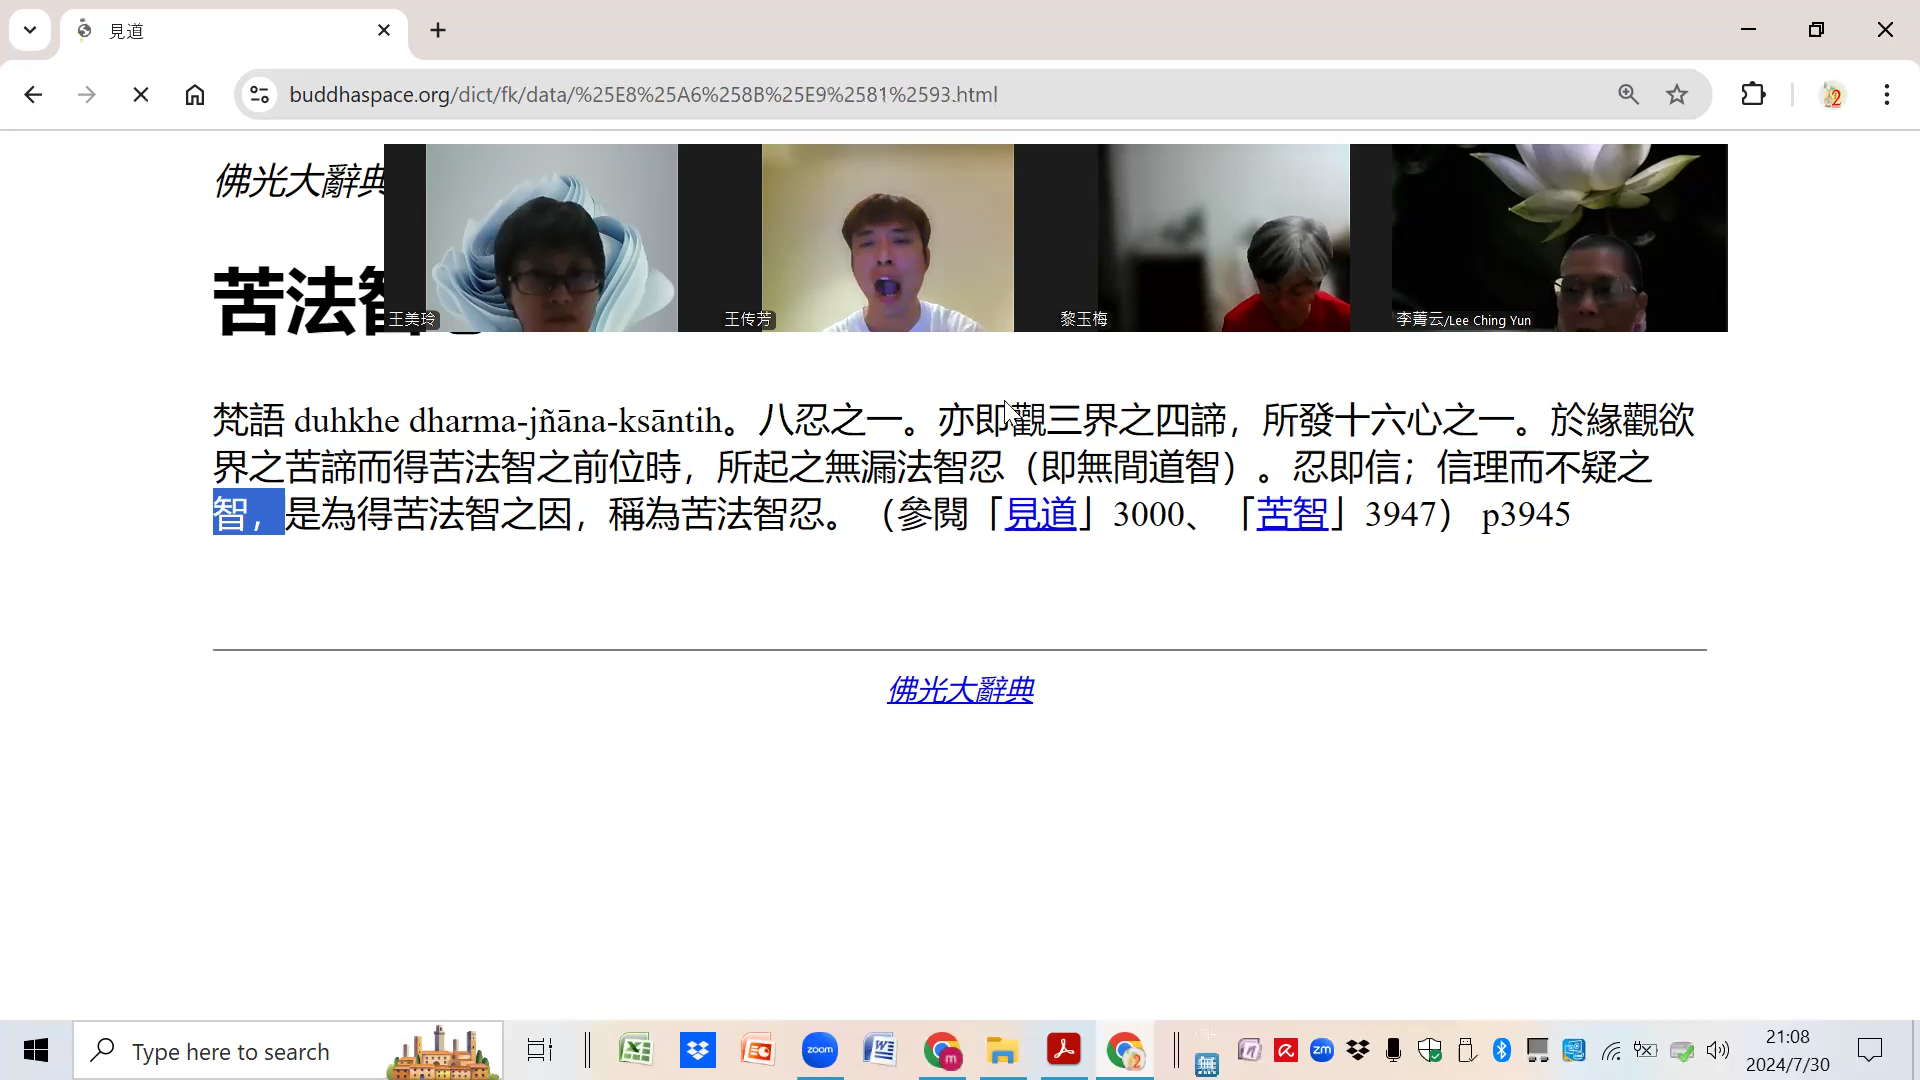 見道
buddhaspace.org/dict/fk/data/%25E8%25A6%258B%25E9%2581%2593.html
佛光大辭典
苦法智
王美玲
王传芳
黎玉梅
李菁云/Lee Ching Yun
梵語 duhkhe dharma-jñāna-ksāntih。八忍之一。亦即觀三界之四諦，所發十六心之一。於緣觀欲
界之苦諦而得苦法智之前位時，所起之無漏法智忍（即無間道智）。忍即信；信理而不疑之
智，是為得苦法智之因，稱為苦法智忍。（參閱「見道」3000、「苦智」3947） p3945
佛光大辭典
Type here to search
zoom
zm
21:08
2024/7/30